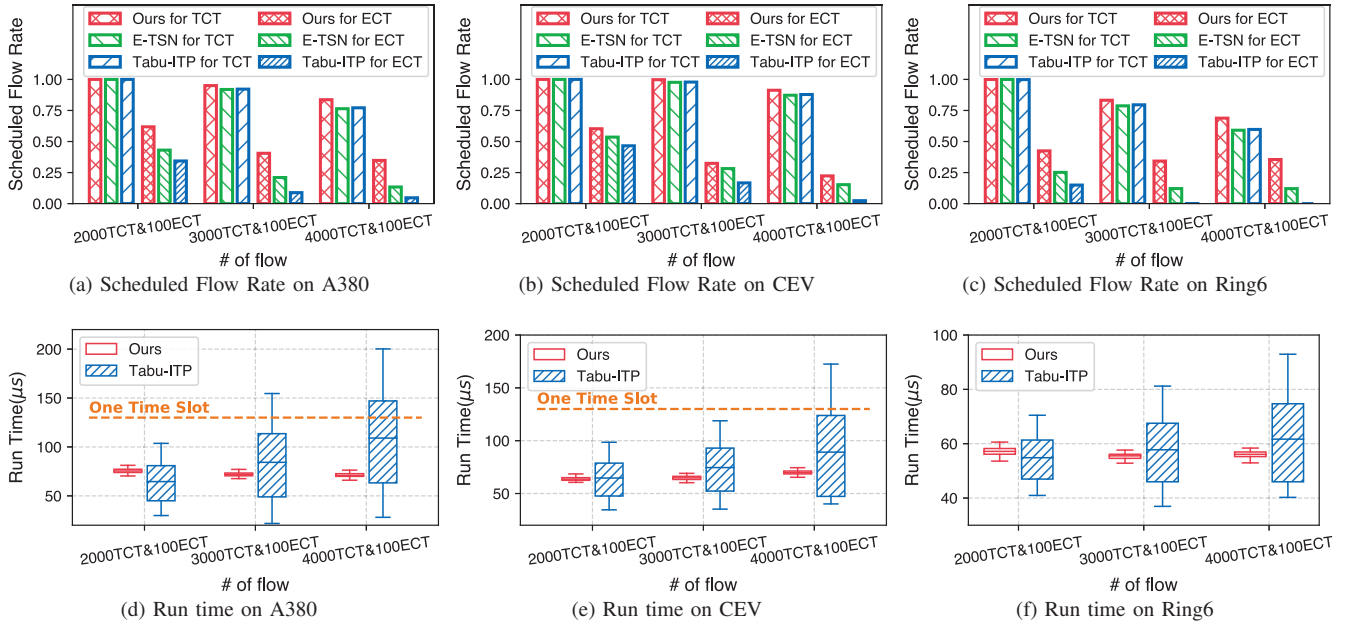 Ours for TCT
Ours for ECT
E-TSN for TCT
E-TSN for ECT
Tabu-ITP for TCT
Tabu-ITP for ECT
1.00
0.75
0.50
0.25
0.00
Scheduled Flow Rate
2000TCT&100ECT
3000TCT&100ECT
4000TCT&100ECT
# of flow
(a) Scheduled Flow Rate on A380
Ours for TCT
Ours for ECT
E-TSN for TCT
E-TSN for ECT
Tabu-ITP for TCT
Tabu-ITP for ECT
1.00
0.75
0.50
0.25
0.00
Scheduled Flow Rate
2000TCT&100ECT
3000TCT&100ECT
4000TCT&100ECT
# of flow
(b) Scheduled Flow Rate on CEV
Ours for TCT
Ours for ECT
E-TSN for TCT
E-TSN for ECT
Tabu-ITP for TCT
Tabu-ITP for ECT
1.00
0.75
0.50
0.25
0.00
Scheduled Flow Rate
2000TCT&100ECT
3000TCT&100ECT
4000TCT&100ECT
# of flow
(c) Scheduled Flow Rate on Ring6
Ours
Tabu-ITP
One Time Slot
200
150
100
50
Run Time(μs)
2000TCT&100ECT
3000TCT&100ECT
4000TCT&100ECT
# of flow
(d) Run time on A380
Ours
Tabu-ITP
One Time Slot
200
150
100
50
Run Time(μs)
2000TCT&100ECT
3000TCT&100ECT
4000TCT&100ECT
# of flow
(e) Run time on CEV
Ours
Tabu-ITP
100
80
60
40
Run Time(μs)
2000TCT&100ECT
3000TCT&100ECT
4000TCT&100ECT
# of flow
(f) Run time on Ring6